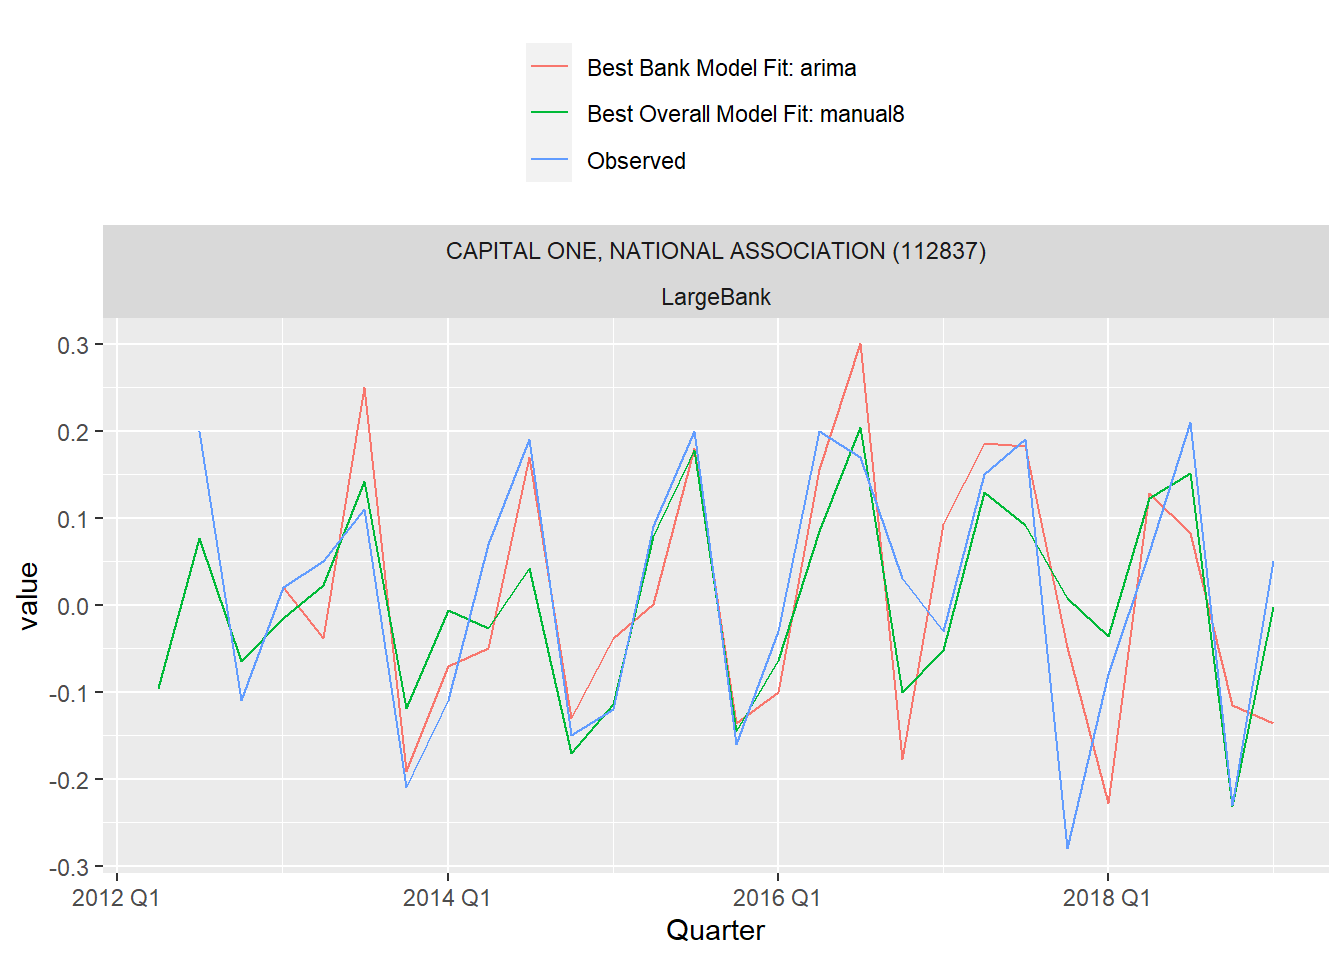 Best Bank Model Fit: arima
Best Overall Model Fit: manual8
Observed
CAPITAL ONE, NATIONAL ASSOCIATION (112837)
LargeBank
0.3
0.2
0.1
0.0
-0.1
-0.2
-0.3
value
2012 Q1 2014 Q1 2016 Q1 2018 Q1
Quarter